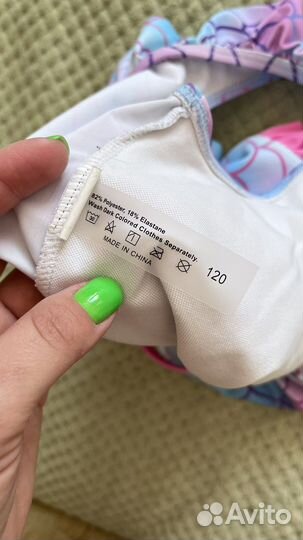 82% Polyester, 18% Elastane
Wash Dark Colored Clothes Separately.
MADE IN CHINA
120
Avito